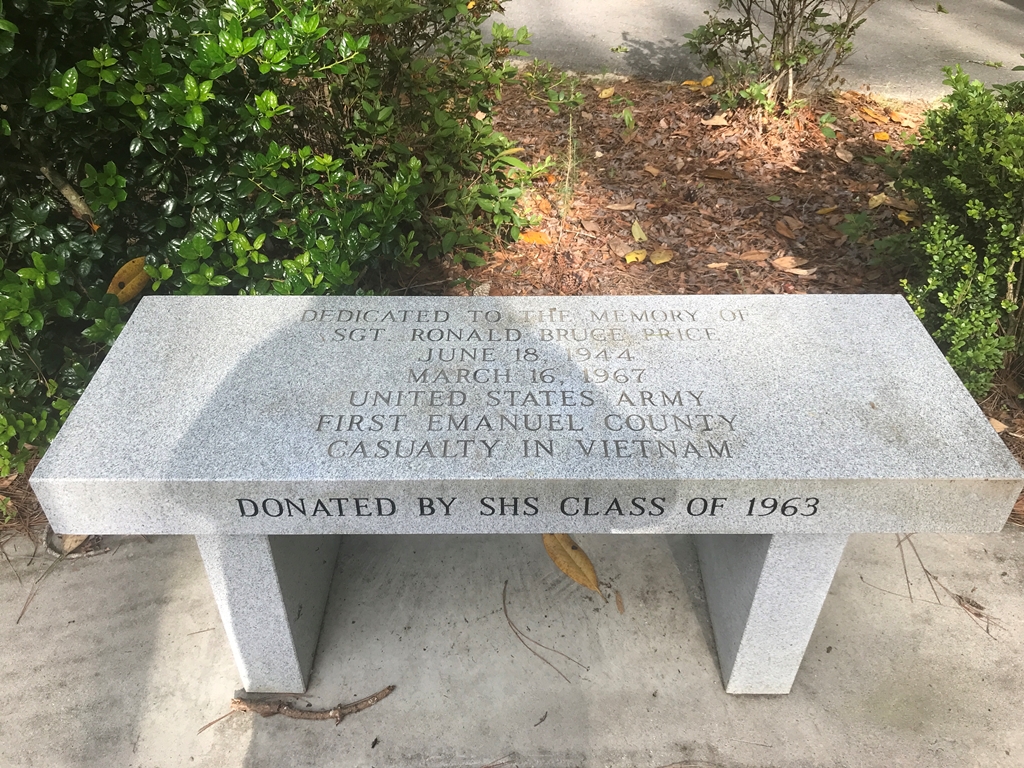 DEDICATED TO THE MEMORY OF
SGT. RONALD BRUCE PRICE
JUNE 18, 1944
MARCH 16, 1967
UNITED STATES ARMY
FIRST EMANUEL COUNTY
CASUALTY IN VIETNAM
DONATED BY SHS CLASS OF 1963